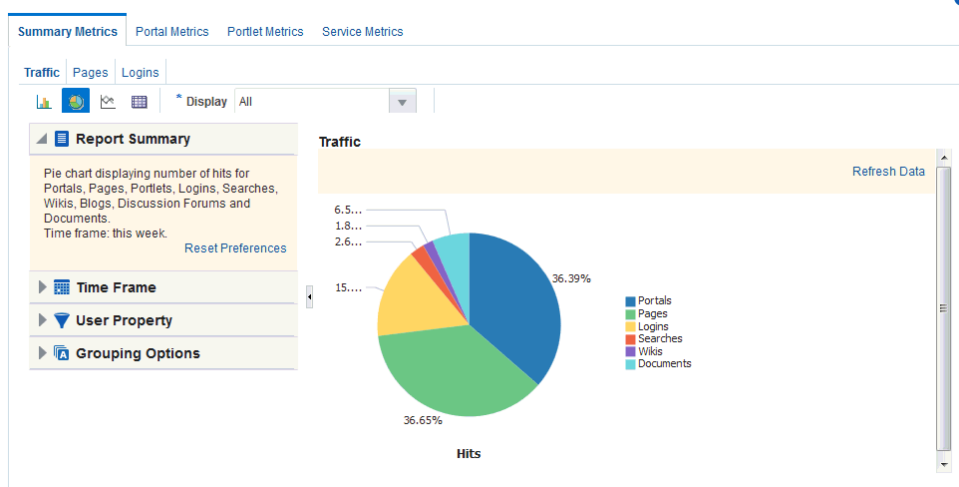 Summary Metrics Portal Metrics Portlet Metrics Service Metrics
Traffic Pages Logins
* Display All
Report Summary
Pie chart displaying number of hits for
Portals, Pages, Portlets, Logins, Searches,
Wikis, Blogs, Discussion Forums and
Documents.
Time frame: this week.
Reset Preferences
Time Frame
User Property
Grouping Options
Traffic
Refresh Data
6.5...
1.8...
2.6...
15....
36.39%
36.65%
Portals
Pages
Logins
Searches
Wikis
Documents
Hits